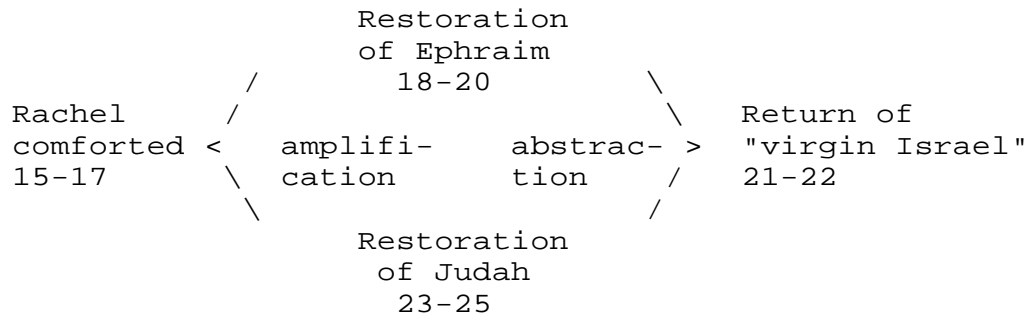 Restoration
of Ephraim
/ 18-20 \
Rachel / \ Return of
comforted < amplifi- abstrac- > "virgin Israel"
15-17 \ cation tion / 21-22
\ /
Restoration
of Judah
23-25